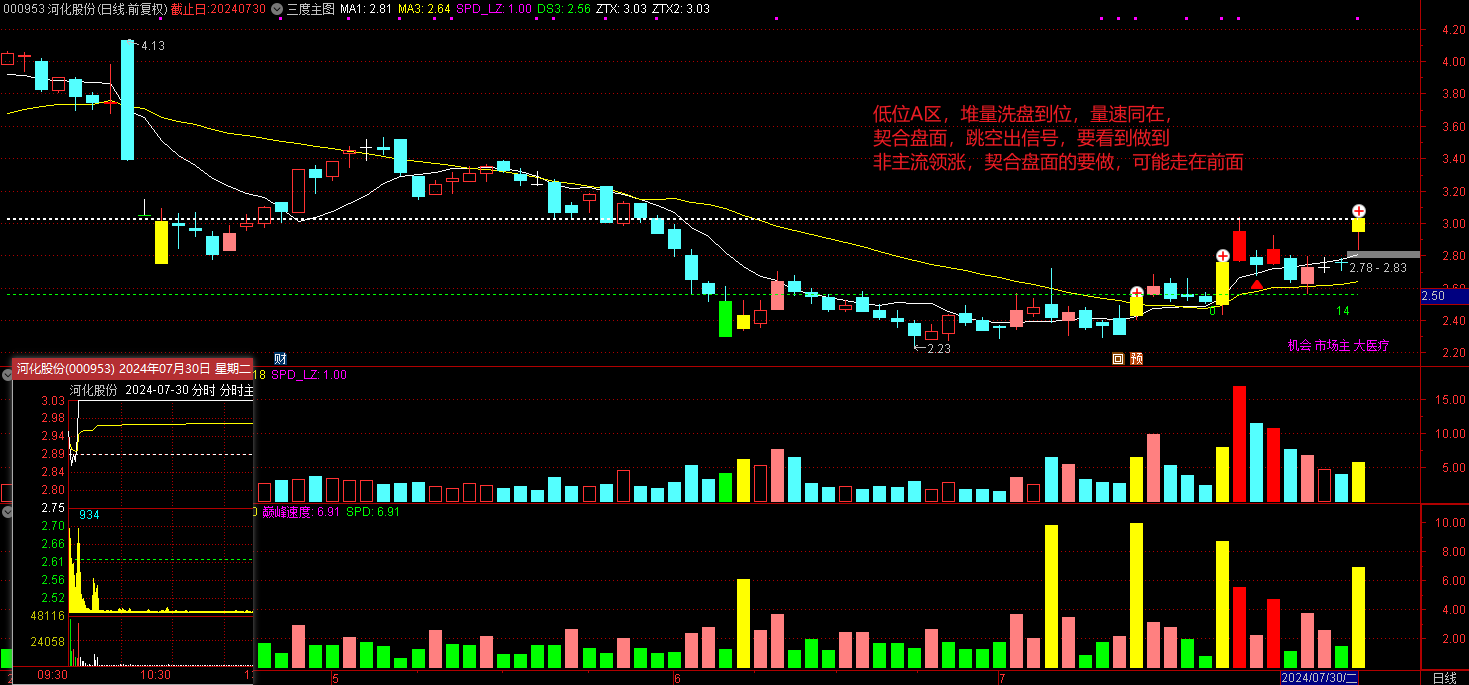 000953 河化股份(日线.前复权) 截止日:20240730 三度主图 MA1: 2.81 MA3: 2.64 SPD_LZ: 1.00 DS3: 2.56 ZTX: 3.03 ZTX2: 3.03
4.20
4.13
4.00
3.80
低位A区，堆量洗盘到位，量速同在，
3.60
契合盘面，跳空出信号，要看到做到
非主流领涨，契合盘面的要做，可能走在前面
3.40
3.20
3.00
2.80
2.78 - 2.83
2.50
0
14
2.40
2.23
机会 市场主 大医疗
2.20
财
回
预
河化股份(000953) 2024年07月30日 星期二
18 SPD_LZ: 1.00
河化股份 2024-07-30 分时 分时主
3.03
2.98
2.94
2.89
2.84
2.80
2.75
2.70
2.66
2.61
2.56
2.52
934
48116
24058
09:30
10:30
15.00
10.00
5.00
巅峰速度: 6.91 SPD: 6.91
10.00
8.00
6.00
4.00
2.00
5
6
7
2024/07/30/二
日线